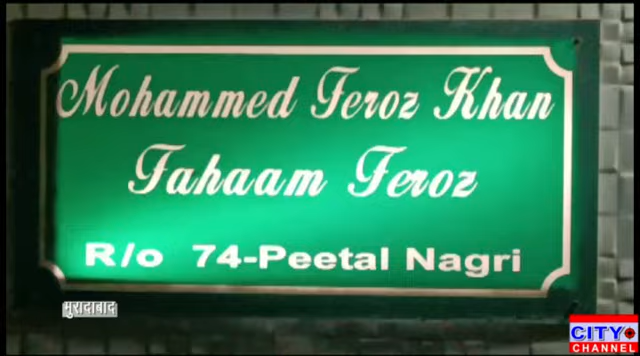 Mohammed Feroz Khan
Fahaam Feroz
R/o 74-Peetal Nagri
मुरादाबाद
CITY
CHANNEL